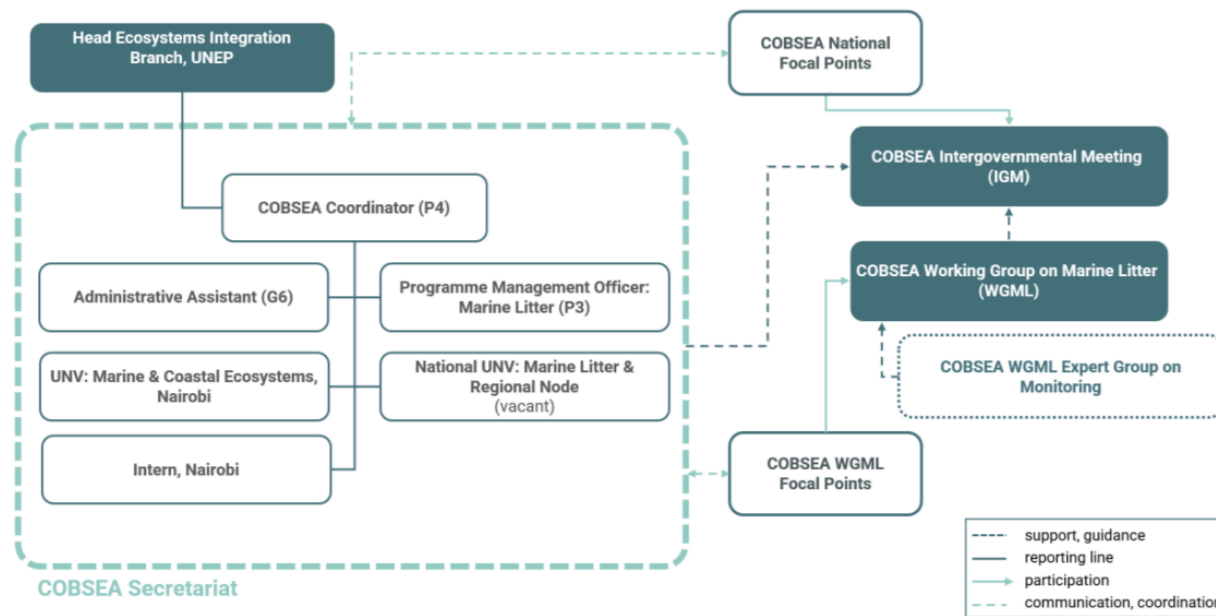 Head Ecosystems Integration
Branch, UNEP
COBSEA National
Focal Points
COBSEA Intergovernmental Meeting
(IGM)
COBSEA Coordinator (P4)
COBSEA Working Group on Marine Litter
(WGML)
Administrative Assistant (G6)
Programme Management Officer:
Marine Litter (P3)
COBSEA WGML Expert Group on
Monitoring
UNV: Marine & Coastal Ecosystems,
Nairobi
National UNV: Marine Litter &
Regional Node
(vacant)
Intern, Nairobi
COBSEA WGML
Focal Points
COBSEA Secretariat
support, guidance
reporting line
participation
communication, coordination